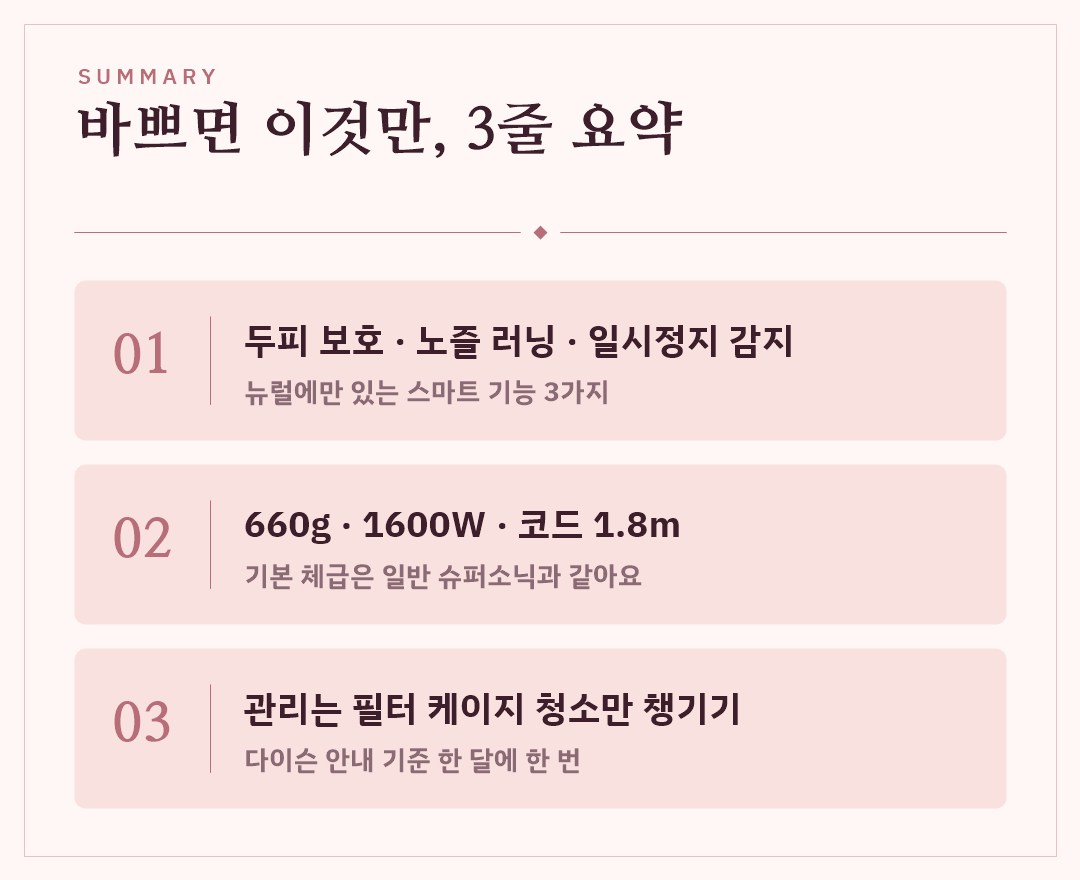 SUMMARY
바쁘면 이것만, 3줄 요약
01
두피 보호 · 노즐 러닝 · 일시정지 감지
뉴럴에만 있는 스마트 기능 3가지
02
660g · 1600W · 코드 1.8m
기본 체급은 일반 슈퍼소닉과 같아요
03
관리는 필터 케이지 청소만 챙기기
다이슨 안내 기준 한 달에 한 번